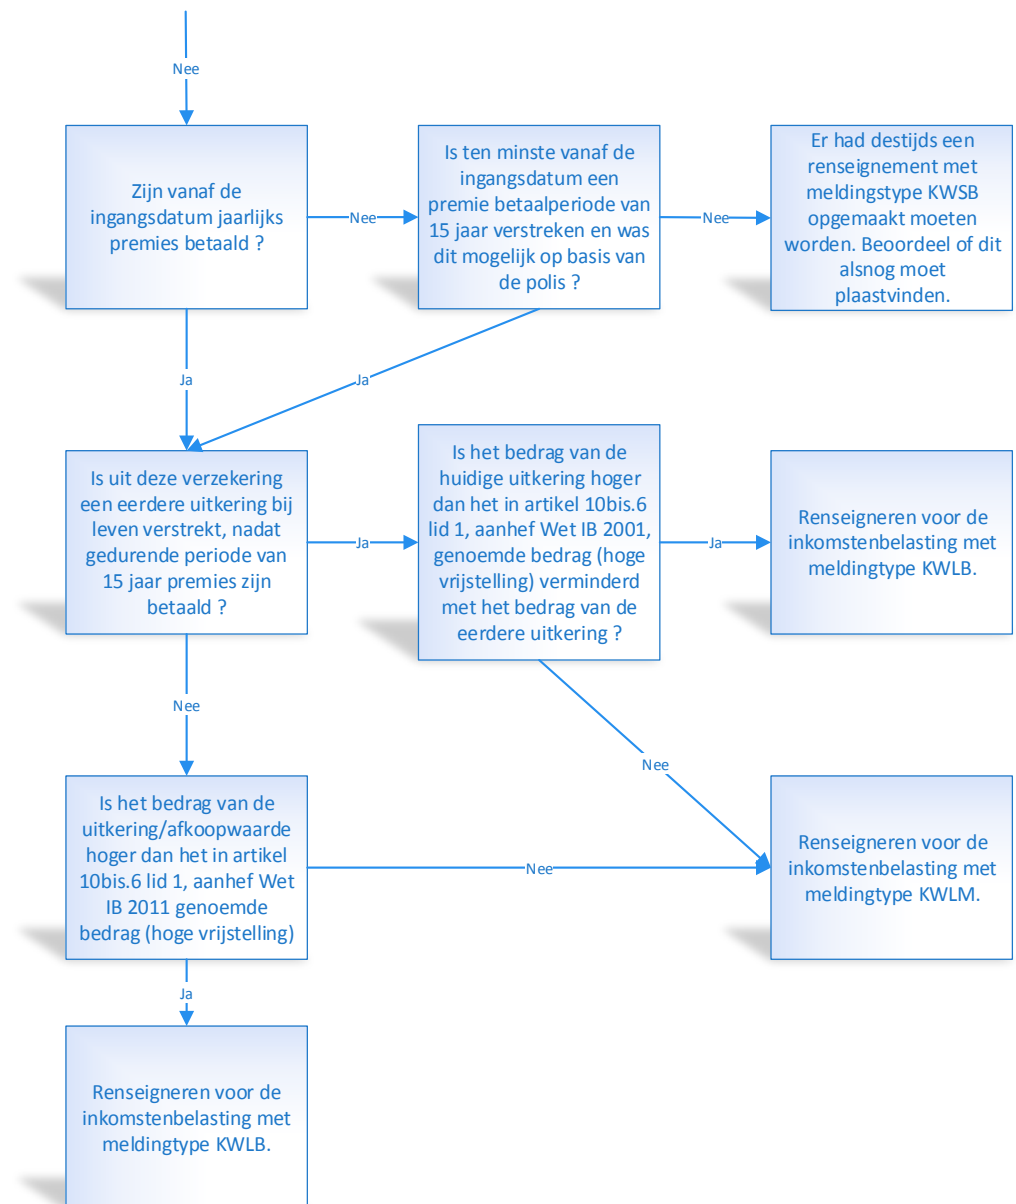 Nee
Zijn vanaf de
ingangsdatum jaarlijks
premies betaald ?
Nee
Is ten minste vanaf de
ingangsdatum een
premie betaalperiode van
15 jaar verstreken en was
dit mogelijk op basis van
de polis ?
Nee
Er had destijds een
renseignement met
meldingstype KWSB
opgemaakt moeten
worden. Beoordeel of dit
alsnog moet
plaastvinden.
Ja
Ja
Is uit deze verzekering
een eerdere uitkering bij
leven verstrekt, nadat
gedurende periode van
15 jaar premies zijn
betaald ?
Ja
Is het bedrag van de
huidige uitkering hoger
dan het in artikel 10bis.6
lid 1, aanhef Wet IB 2001,
genoemde bedrag (hoge
vrijstelling) verminderd
met het bedrag van de
eerdere uitkering ?
Ja
Renseigneren voor de
inkomstenbelasting met
meldingtype KWLB.
Nee
Nee
Is het bedrag van de
uitkering/afkoopwaarde
hoger dan het in artikel
10bis.6 lid 1, aanhef Wet
IB 2011 genoemde
bedrag (hoge vrijstelling)
Nee
Renseigneren voor de
inkomstenbelasting met
meldingtype KWLM.
Ja
Renseigneren voor de
inkomstenbelasting met
meldingtype KWLB.